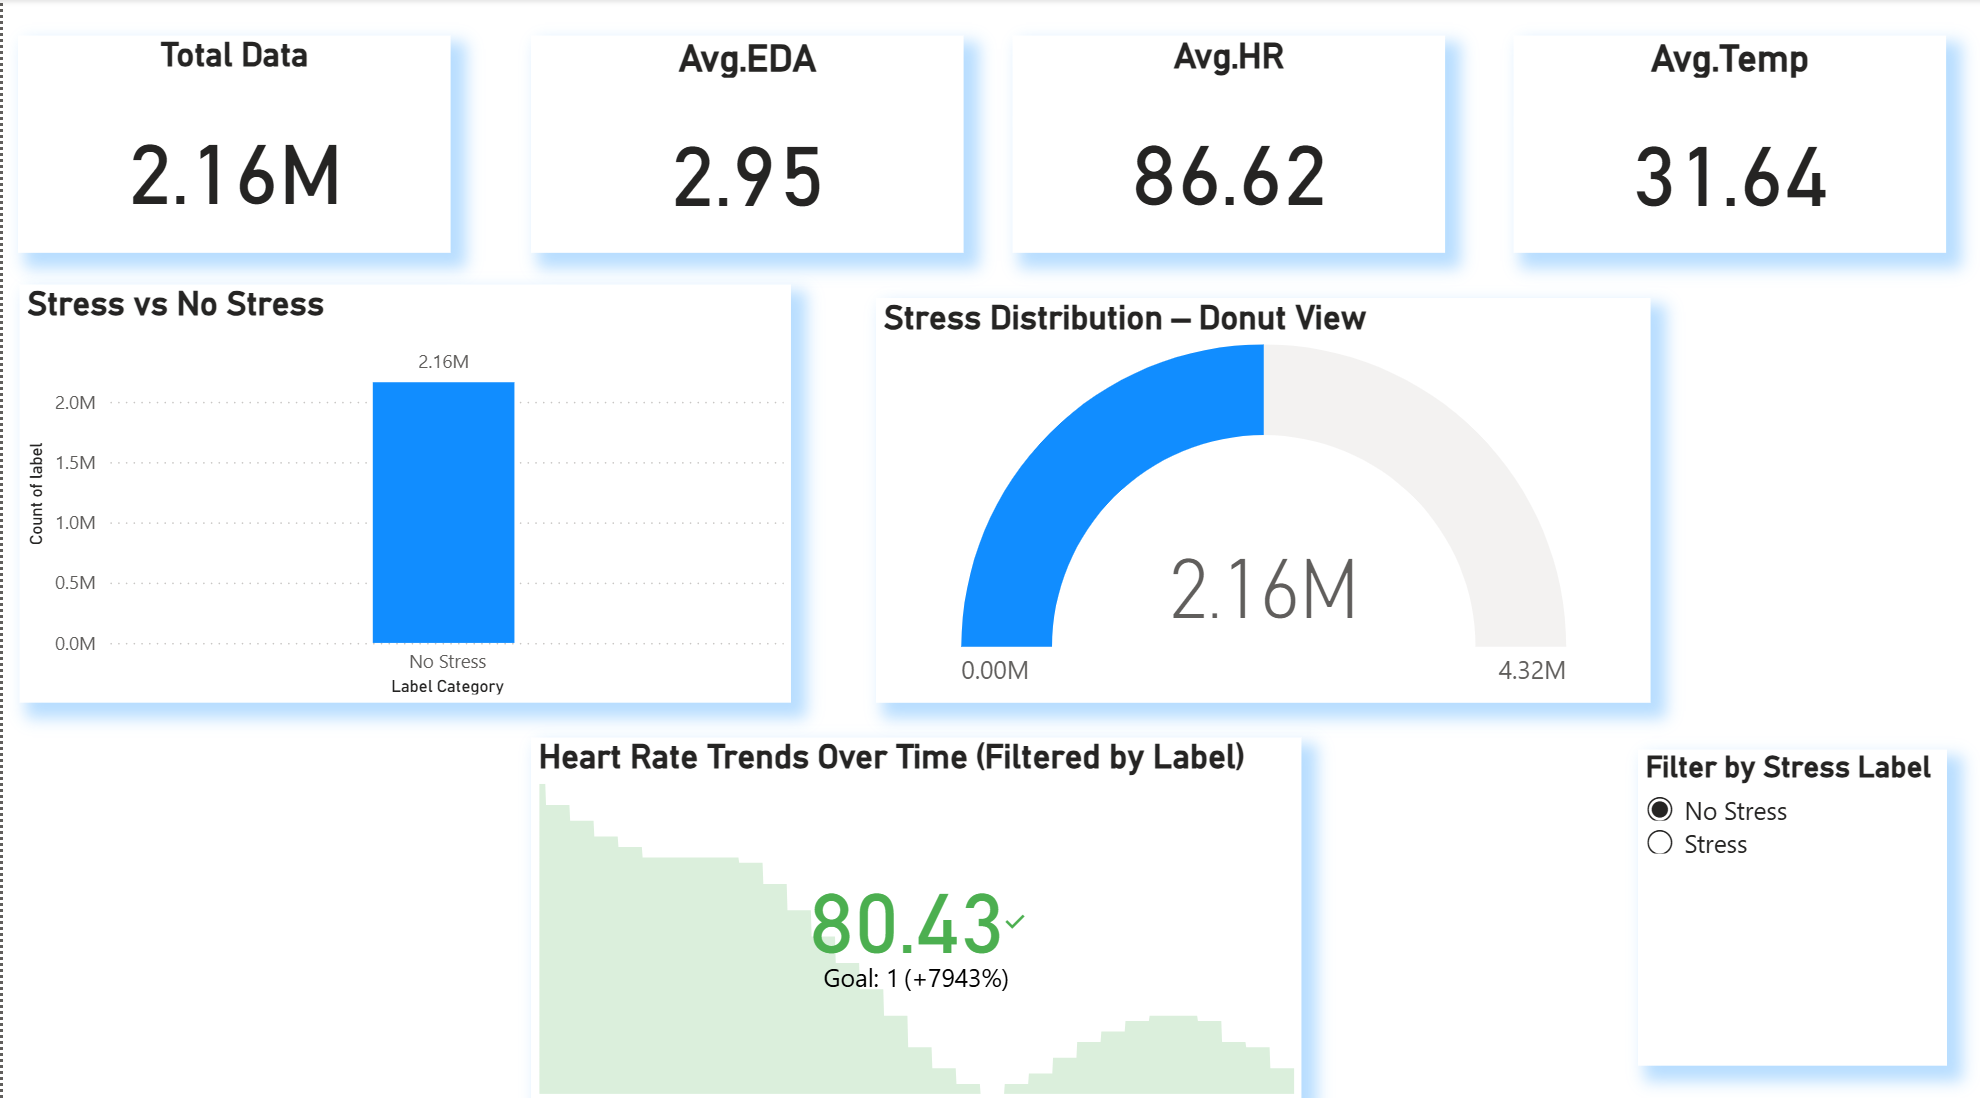 Total Data
2.16M
Avg.EDA
2.95
Avg.HR
86.62
Avg.Temp
31.64
Stress vs No Stress
Count of label
2.0M
1.5M
1.0M
0.5M
0.0M
2.16M
No Stress
Label Category
Stress Distribution – Donut View
2.16M
0.00M
4.32M
Heart Rate Trends Over Time (Filtered by Label)
80.43
Goal: 1 (+7943%)
Filter by Stress Label
No Stress
Stress